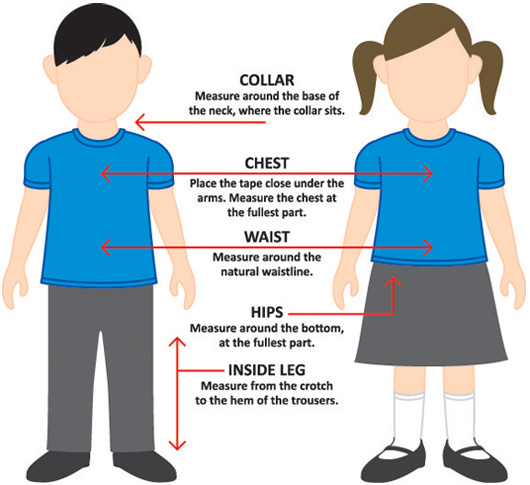 COLLAR
Measure around the base of
the neck, where the collar sits.
CHEST
Place the tape close under the
arms. Measure the chest at
the fullest part.
WAIST
Measure around the
natural waistline.
HIPS
Measure around the bottom,
at the fullest part.
INSIDE LEG
Measure from the crotch
to the hem of the trousers.